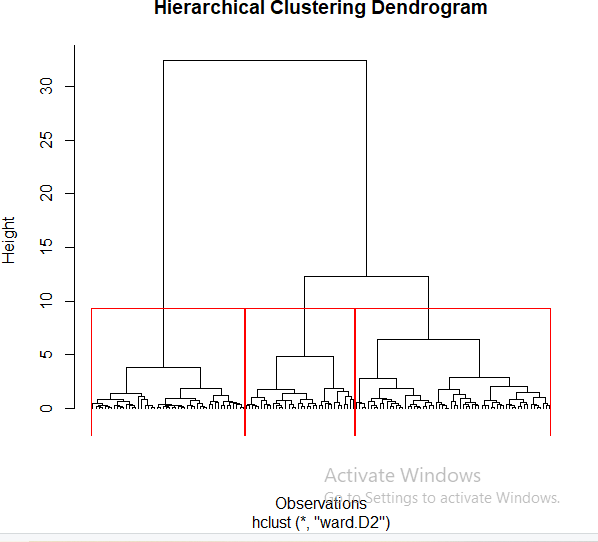 Hierarchical Clustering Dendrogram
Height
30
25
20
15
10
5
0
Activate Windows
Go to Settings to activate Windows.
Observations
hclust (*, "ward.D2")